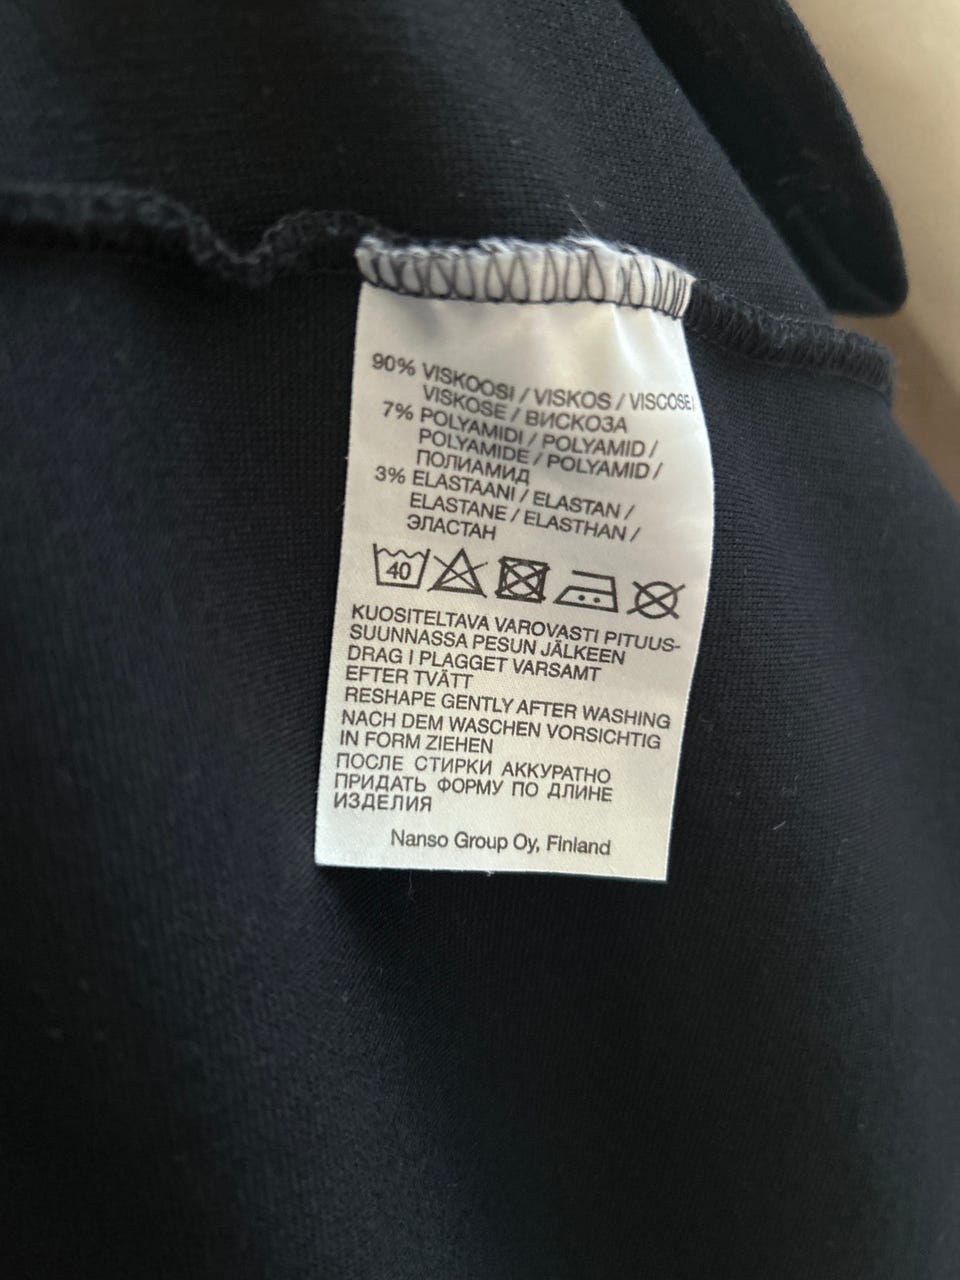 90% VISKOOSI / VISKOS / VISCOSE /
VISKOSE / ВИСКОЗА
7% POLYAMIDI / POLYAMID /
POLYAMIDE / POLYAMID /
ПОЛИАМИД
3% ELASTAANI / ELASTAN /
ELASTANE / ELASTHAN /
ЭЛАСТАН
40
KUOSITELTAVA VAROVASTI PITUUS-
SUUNNASSA PESUN JÄLKEEN
DRAG I PLAGGET VARSAMT
EFTER TVÄTT
RESHAPE GENTLY AFTER WASHING
NACH DEM WASCHEN VORSICHTIG
IN FORM ZIEHEN
ПОСЛЕ СТИРКИ АККУРАТНО
ПРИДАТЬ ФОРМУ ПО ДЛИНЕ
ИЗДЕЛИЯ
Nanso Group Oy, Finland